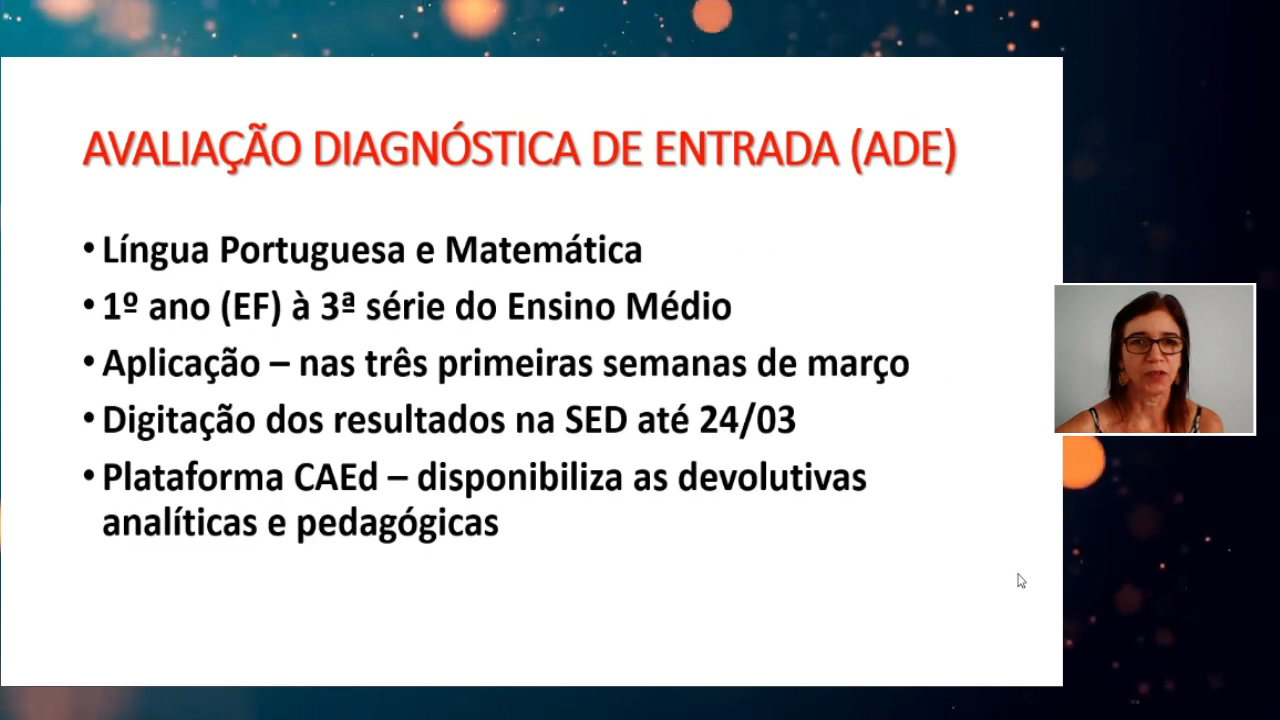 AVALIAÇÃO DIAGNÓSTICA DE ENTRADA (ADE)
• Língua Portuguesa e Matemática
• 1º ano (EF) à 3ª série do Ensino Médio
• Aplicação – nas três primeiras semanas de março
• Digitação dos resultados na SED até 24/03
• Plataforma CAEd – disponibiliza as devolutivas
analíticas e pedagógicas